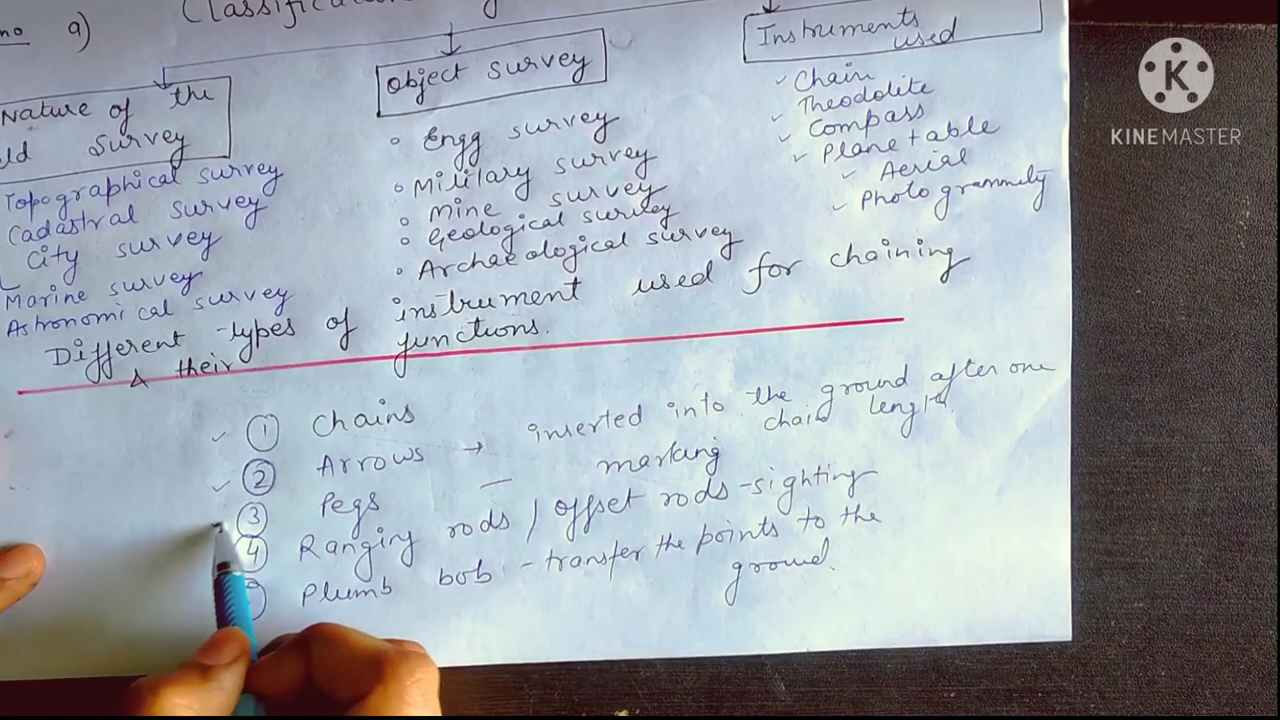 no a)
Classification
Nature of the
ld Survey
Topographical survey
Cadastral survey
City survey
Marine survey
Astronomical survey
Object survey
Engg survey
Military survey
Mine survey
Geological survey
Archaeological survey
Instruments
used
Chain
Theodolite
Compass
Plane table
Aerial
Photogrammety
Different types of instrument used for chaining
& their functions.
1 Chains
2 Arrows → inserted into the ground after one
chain length.
3 Pegs — marking
4 Ranging rods / offset rods - sighting
Plumb bob - transfer the points to the
ground.
K
KINEMASTER